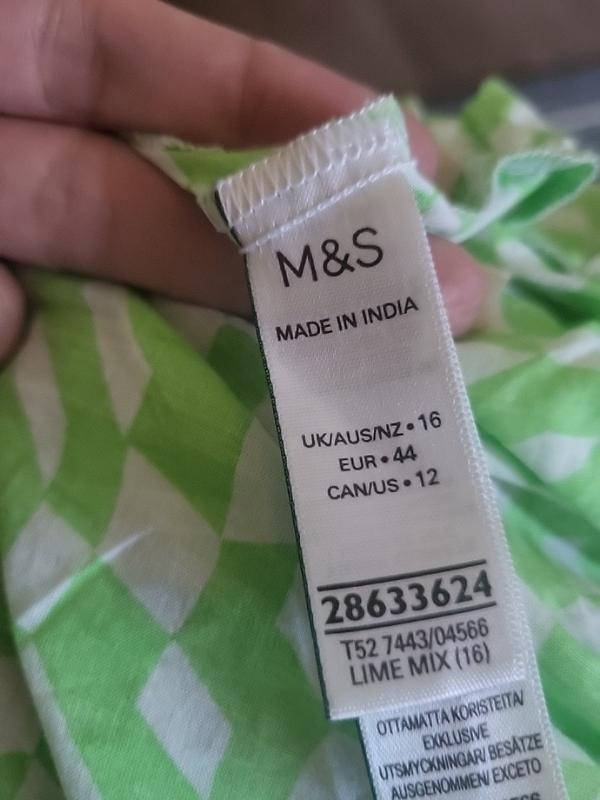 M&S
MADE IN INDIA
UK/AUS/NZ • 16
EUR • 44
CAN/US • 12
28633624
T52 7443/04566
LIME MIX (16)
OTTAMATTA KORISTEITA/
EXKLUSIVE
UTSMYCKNINGAR/ BESÄTZE
AUSGENOMMEN/ EXCETO